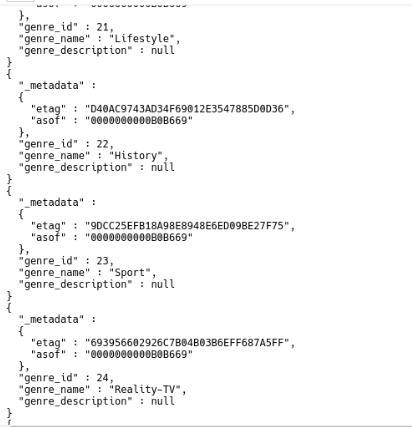 },
"genre_id" : 21,
"genre_name" : "Lifestyle",
"genre_description" : null
}
{
"_metadata" :
{
"etag" : "D40AC9743AD34F69012E3547885D0D36",
"asof" : "0000000000B0B669"
},
"genre_id" : 22,
"genre_name" : "History",
"genre_description" : null
}
{
"_metadata" :
{
"etag" : "9DCC25EFB18A98E8948E6ED09BE27F75",
"asof" : "0000000000B0B669"
},
"genre_id" : 23,
"genre_name" : "Sport",
"genre_description" : null
}
{
"_metadata" :
{
"etag" : "693956602926C7B04B03B6EFF687A5FF",
"asof" : "0000000000B0B669"
},
"genre_id" : 24,
"genre_name" : "Reality-TV",
"genre_description" : null
}
{